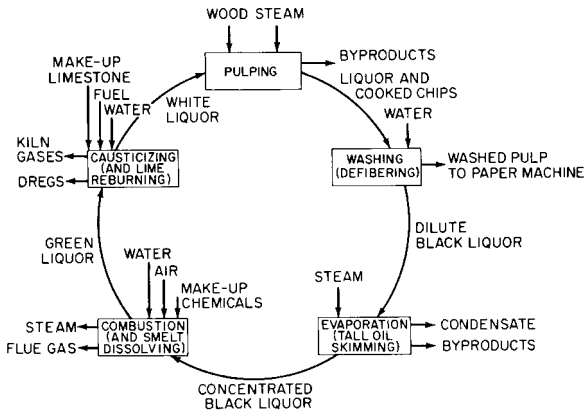 WOOD STEAM
PULPING
BYPRODUCTS
LIQUOR AND
COOKED CHIPS
WATER
WASHING
(DEFIBERING)
WASHED PULP
TO PAPER MACHINE
DILUTE
BLACK LIQUOR
STEAM
EVAPORATION
(TALL OIL
SKIMMING)
CONDENSATE
BYPRODUCTS
CONCENTRATED
BLACK LIQUOR
WATER
AIR
MAKE-UP
CHEMICALS
COMBUSTION
(AND SMELT
DISSOLVING)
STEAM
FLUE GAS
GREEN
LIQUOR
MAKE-UP
LIMESTONE
FUEL
WATER
CAUSTICIZING
(AND LIME
REBURNING)
KILN
GASES
DREGS
WHITE
LIQUOR